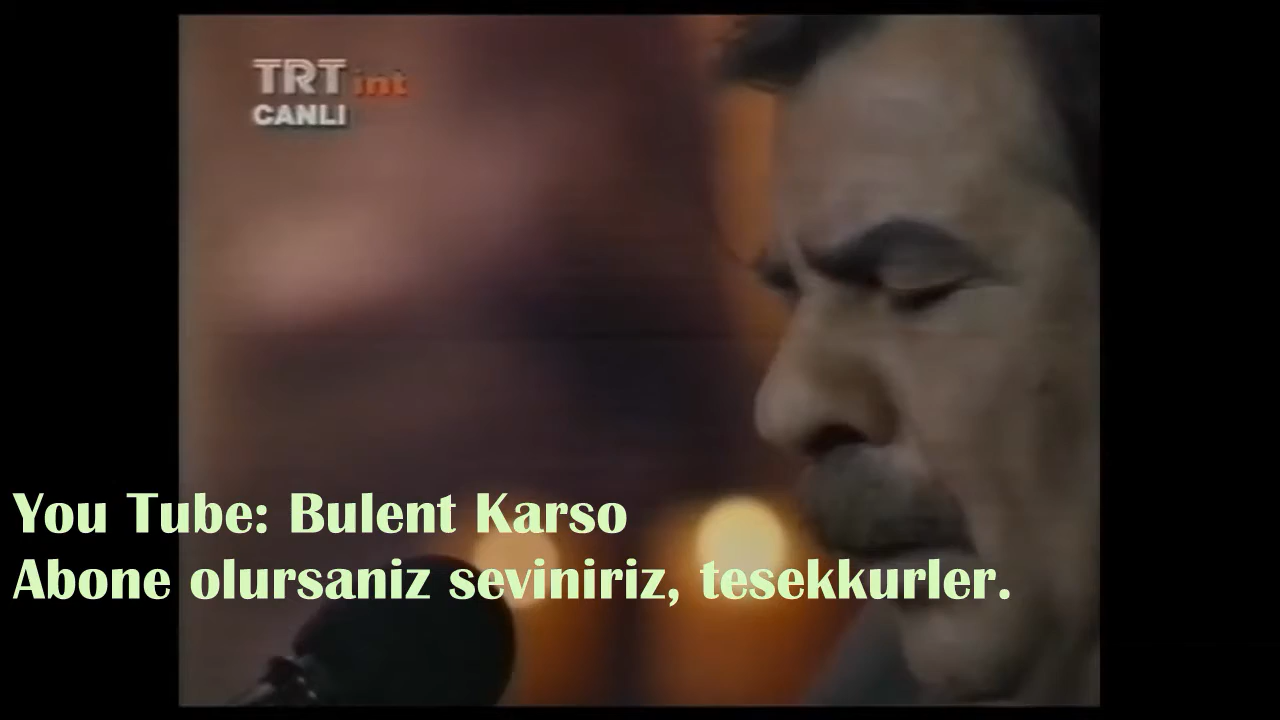 TRT int
CANLI
You Tube: Bulent Karso
Abone olursaniz seviniriz, tesekkurler.